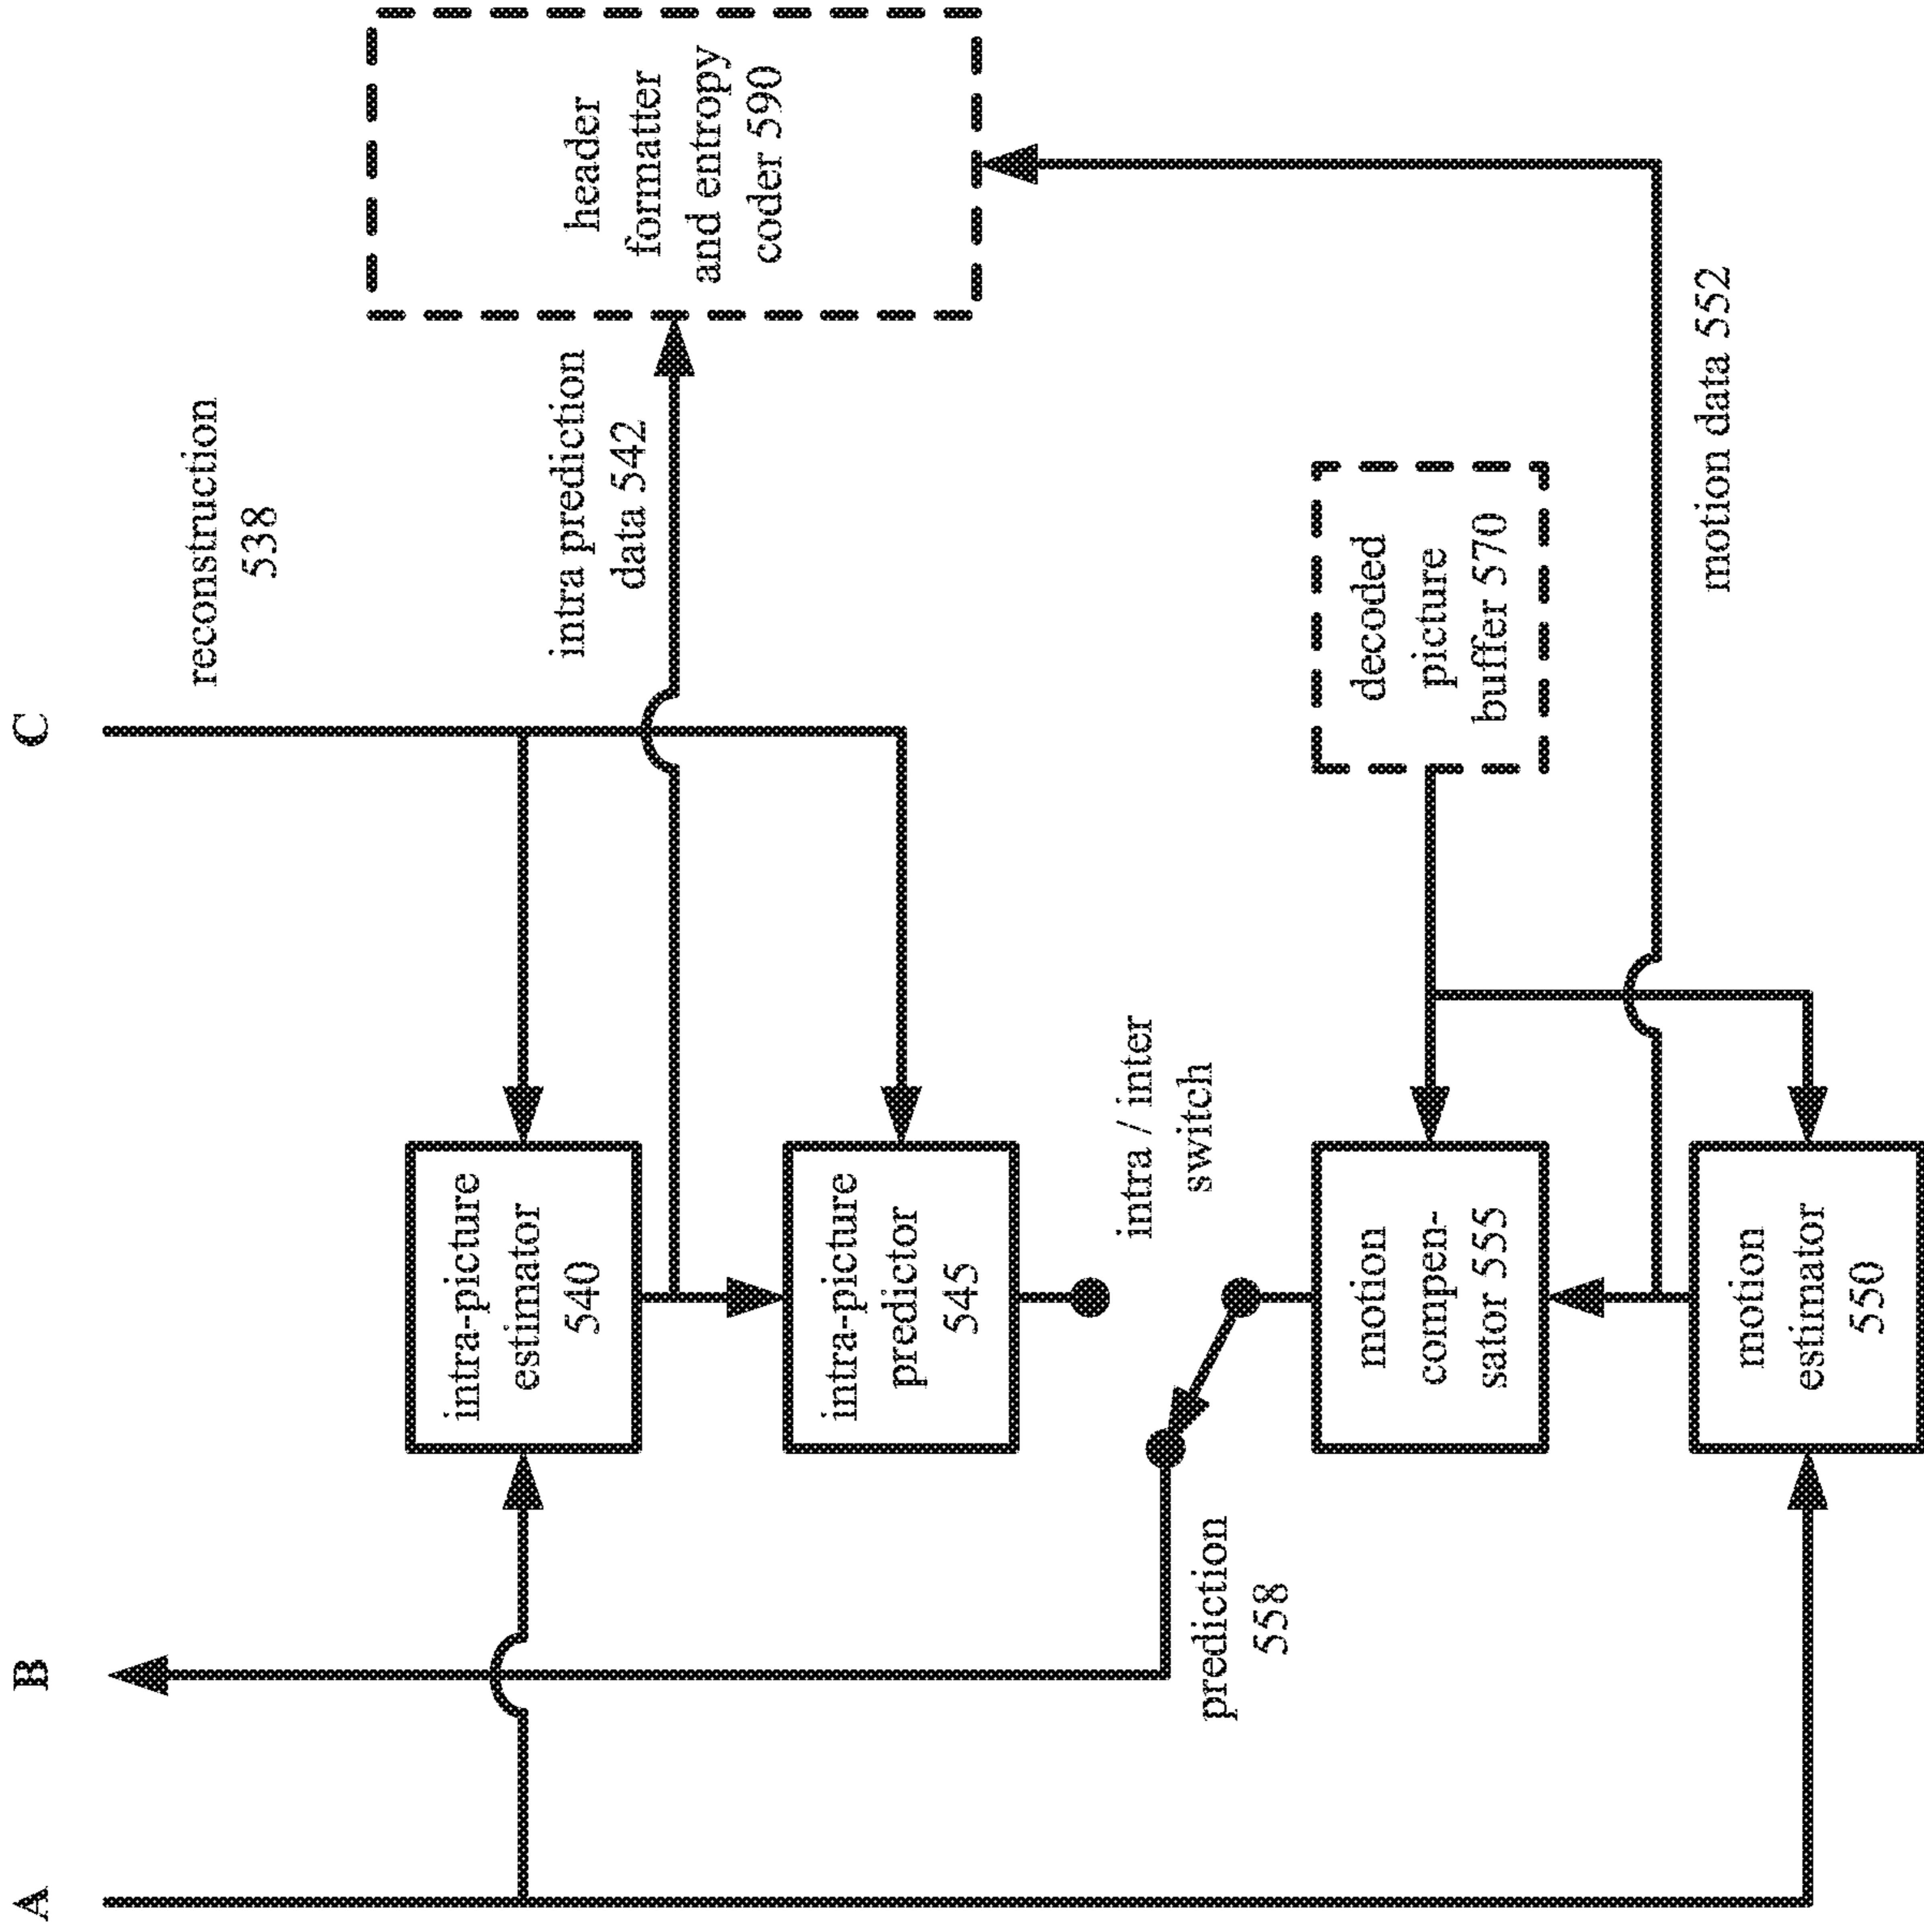 A
B
C
reconstruction
538
intra-picture
estimator
540
intra prediction
data 542
header
formatter
and entropy
coder 590
intra-picture
predictor
545
intra / inter
switch
prediction
558
motion
compen-
sator 555
decoded
picture
buffer 570
motion data 552
motion
estimator
550